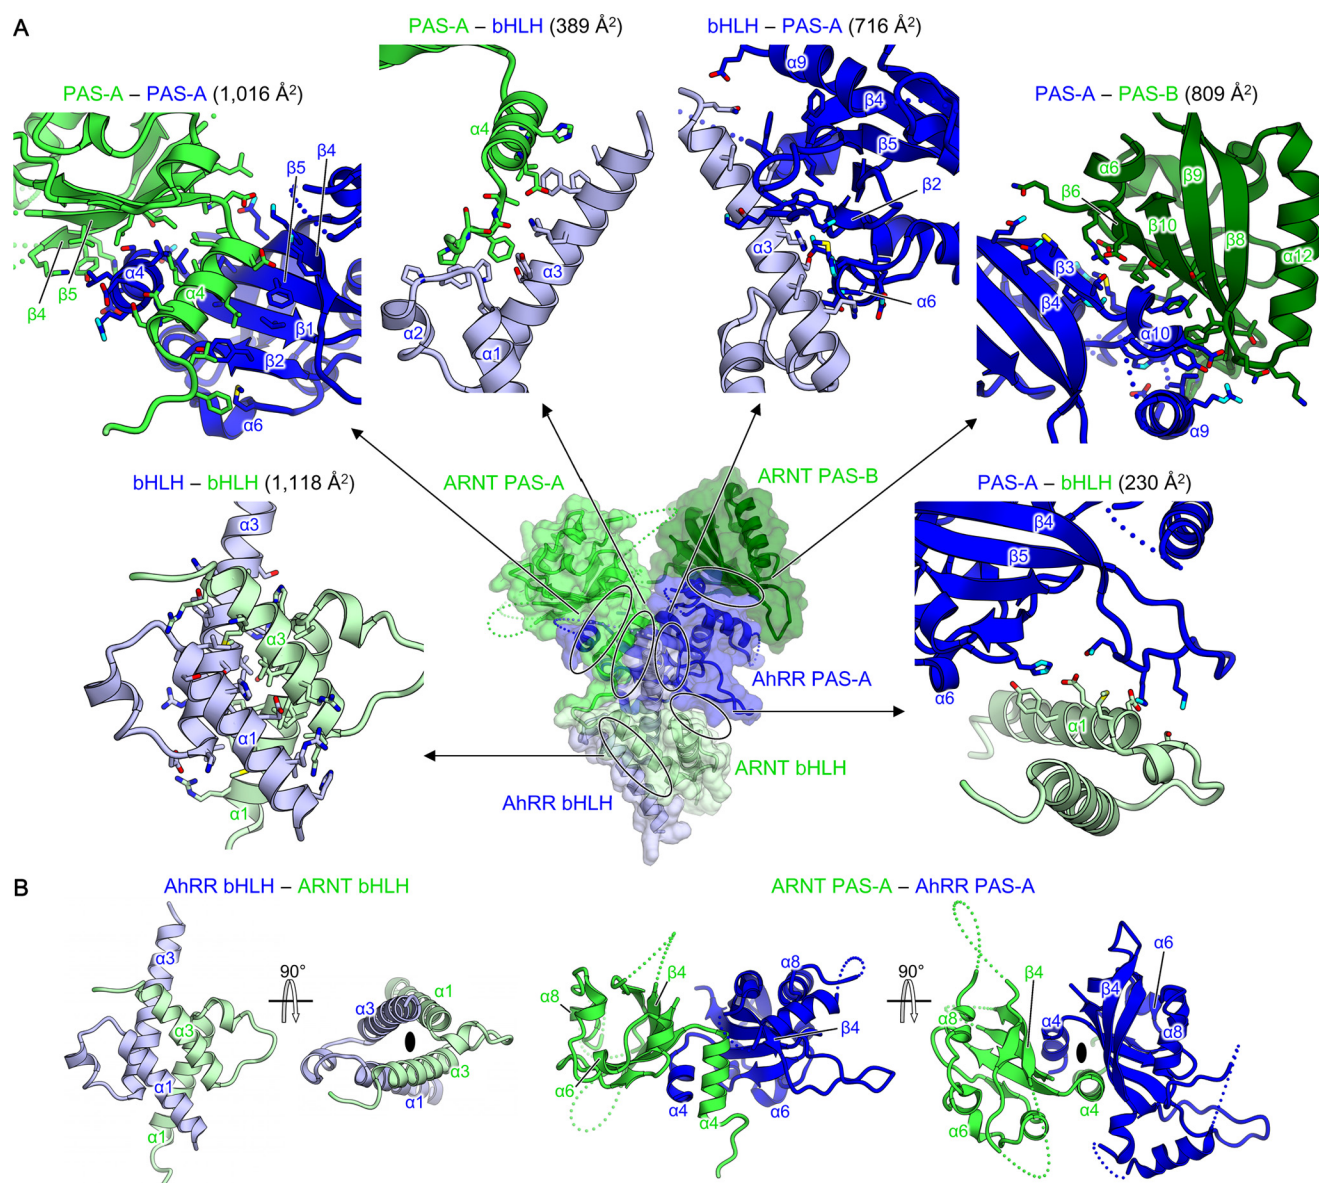 A
PAS-A – bHLH (389 Å²)
bHLH – PAS-A (716 Å²)
PAS-A – PAS-A (1,016 Å²)
PAS-A – PAS-B (809 Å²)
β5
β4
α4
α4
β4
β5
β1
β2
α6
α4
α3
α2
α1
α9
β4
β5
β2
α3
α6
α6
β6
β9
β10
β8
α12
β3
β4
α10
α9
bHLH – bHLH (1,118 Å²)
α3
α3
α1
α1
ARNT PAS-A
ARNT PAS-B
AhRR PAS-A
ARNT bHLH
AhRR bHLH
PAS-A – bHLH (230 Å²)
β4
β5
α6
α1
B
AhRR bHLH – ARNT bHLH
α3
α3
α1
α1
90°
α3
α1
α3
α1
ARNT PAS-A – AhRR PAS-A
α8
β4
α6
α4
α4
α8
β4
α6
90°
β4
α8
α6
α4
α4
β4
α6
α8